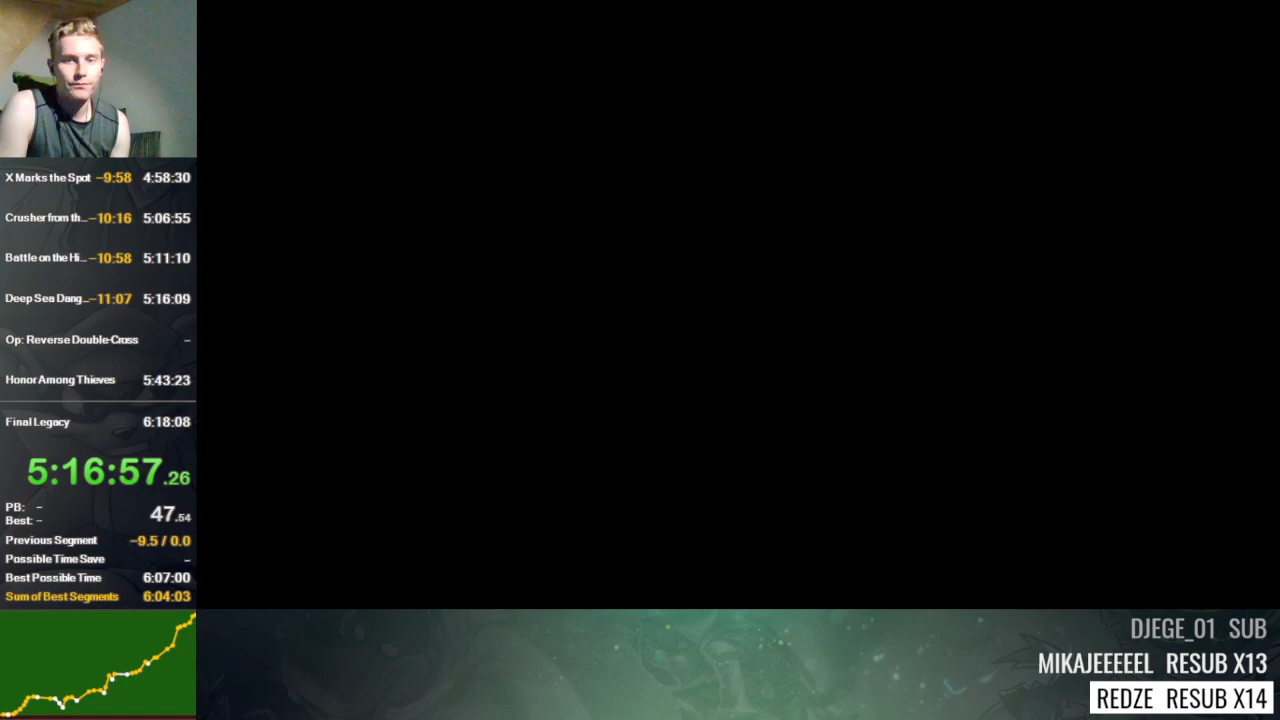 X Marks the Spot -9:58 4:58:30
Crusher from th... -10:16 5:06:55
Battle on the Hi... -10:58 5:11:10
Deep Sea Dang... -11:07 5:16:09
Op: Reverse Double-Cross -
Honor Among Thieves 5:43:23
Final Legacy 6:18:08
5:16:57.26
PB: - 47.54
Best: -
Previous Segment -9.5 / 0.0
Possible Time Save -
Best Possible Time 6:07:00
Sum of Best Segments 6:04:03
DJEGE_01 SUB
MIKAJEEEEEL RESUB X13
REDZE RESUB X14